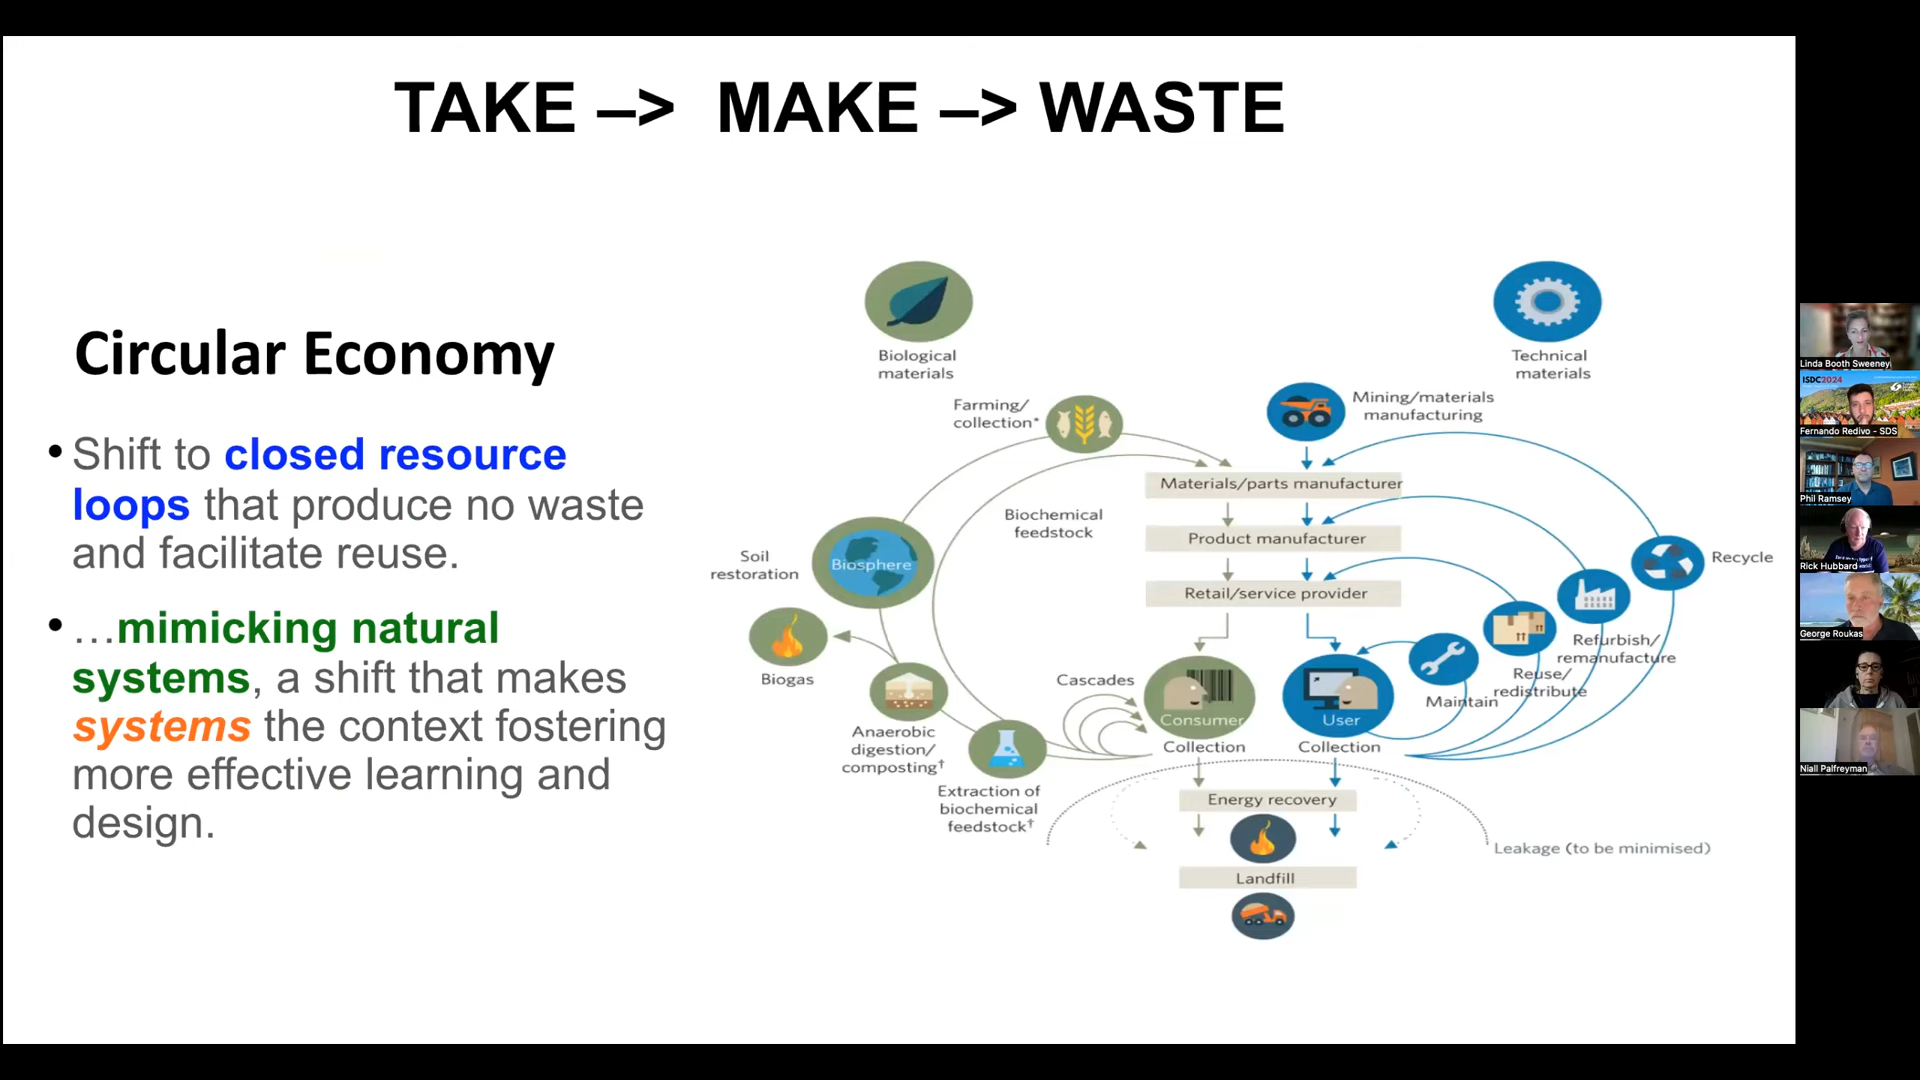 TAKE –> MAKE –> WASTE
Circular Economy
• Shift to closed resource
loops that produce no waste
and facilitate reuse.
• …mimicking natural
systems, a shift that makes
systems the context fostering
more effective learning and
design.
Biological
materials
Technical
materials
Farming/
collection*
Mining/materials
manufacturing
Materials/parts manufacturer
Biochemical
feedstock
Product manufacturer
Soil
restoration
Biosphere
Recycle
Retail/service provider
Refurbish/
remanufacture
Biogas
Cascades
Reuse/
redistribute
Maintain
Consumer
User
Anaerobic
digestion/
composting†
Collection
Collection
Extraction of
biochemical
feedstock†
Energy recovery
Leakage (to be minimised)
Landfill
Linda Booth Sweeney
ISDC2024
Fernando Redivo - SDS
Phil Ramsey
Rick Hubbard
George Roukas
Niall Palfreyman